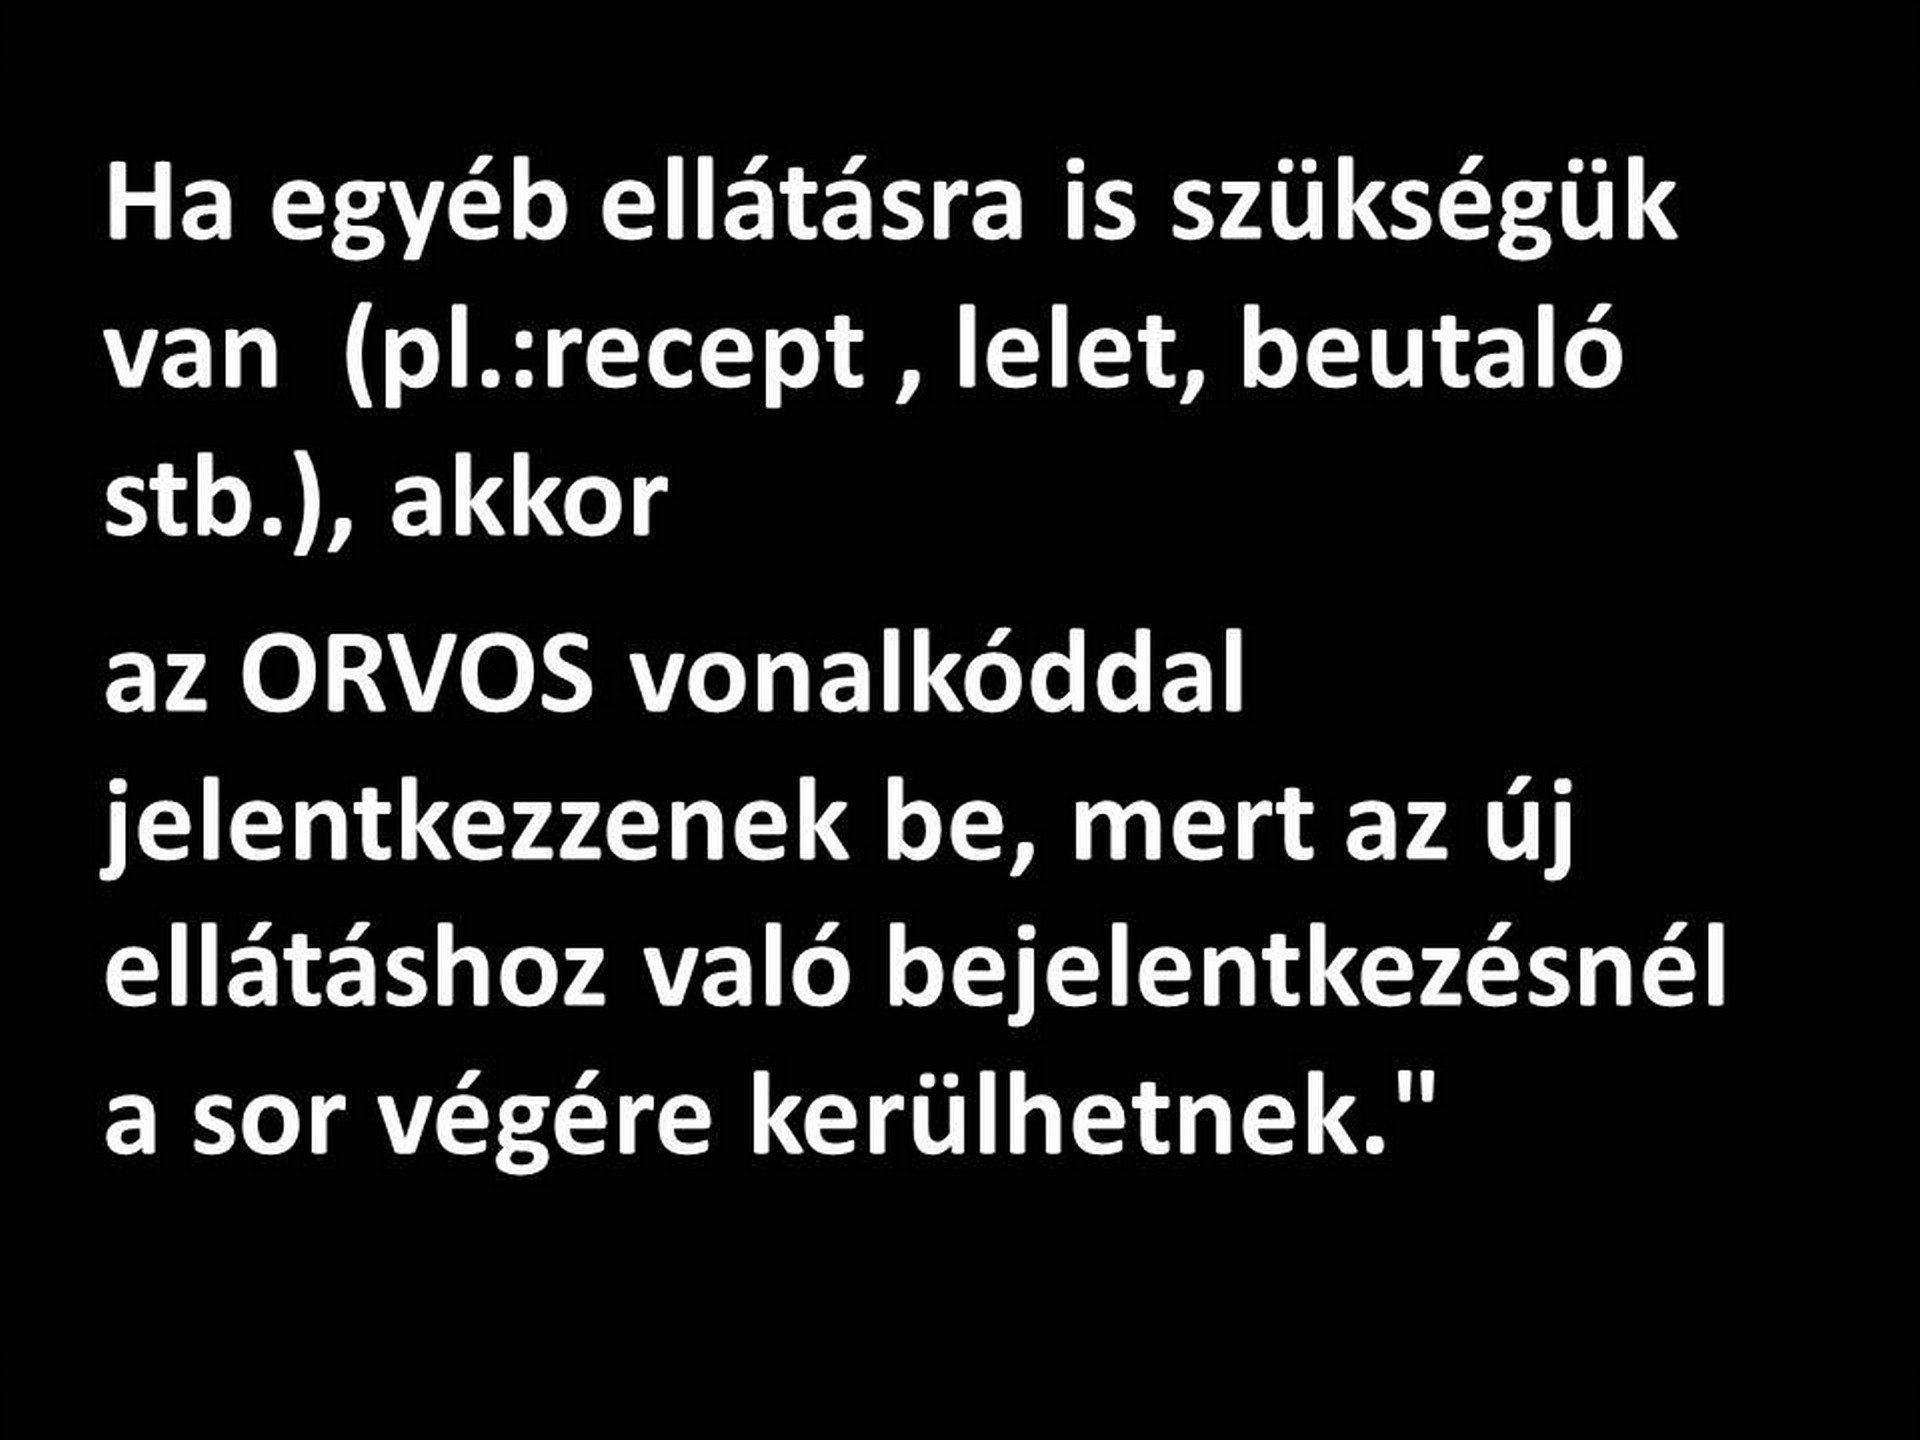 Ha egyéb ellátásra is szükségük
van  (pl.:recept , lelet, beutaló
stb.), akkor
az ORVOS vonalkóddal
jelentkezzenek be, mert az új
ellátáshoz való bejelentkezésnél
a sor végére kerülhetnek."